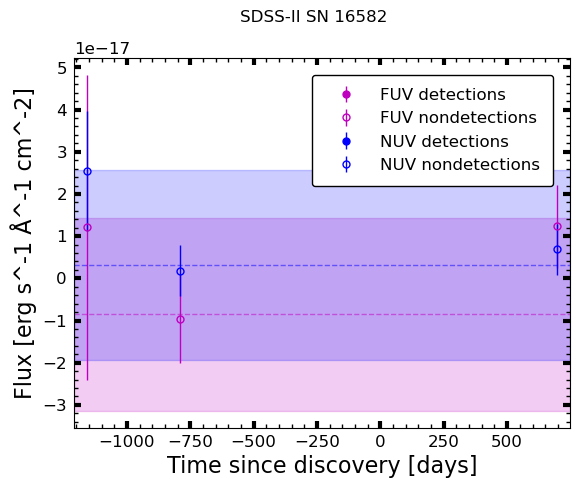 SDSS-II SN 16582
1e−17
5
4
3
2
1
0
−1
−2
−3
Flux [erg s^-1 Å^-1 cm^-2]
FUV detections
FUV nondetections
NUV detections
NUV nondetections
−1000 −750 −500 −250 0 250 500
Time since discovery [days]